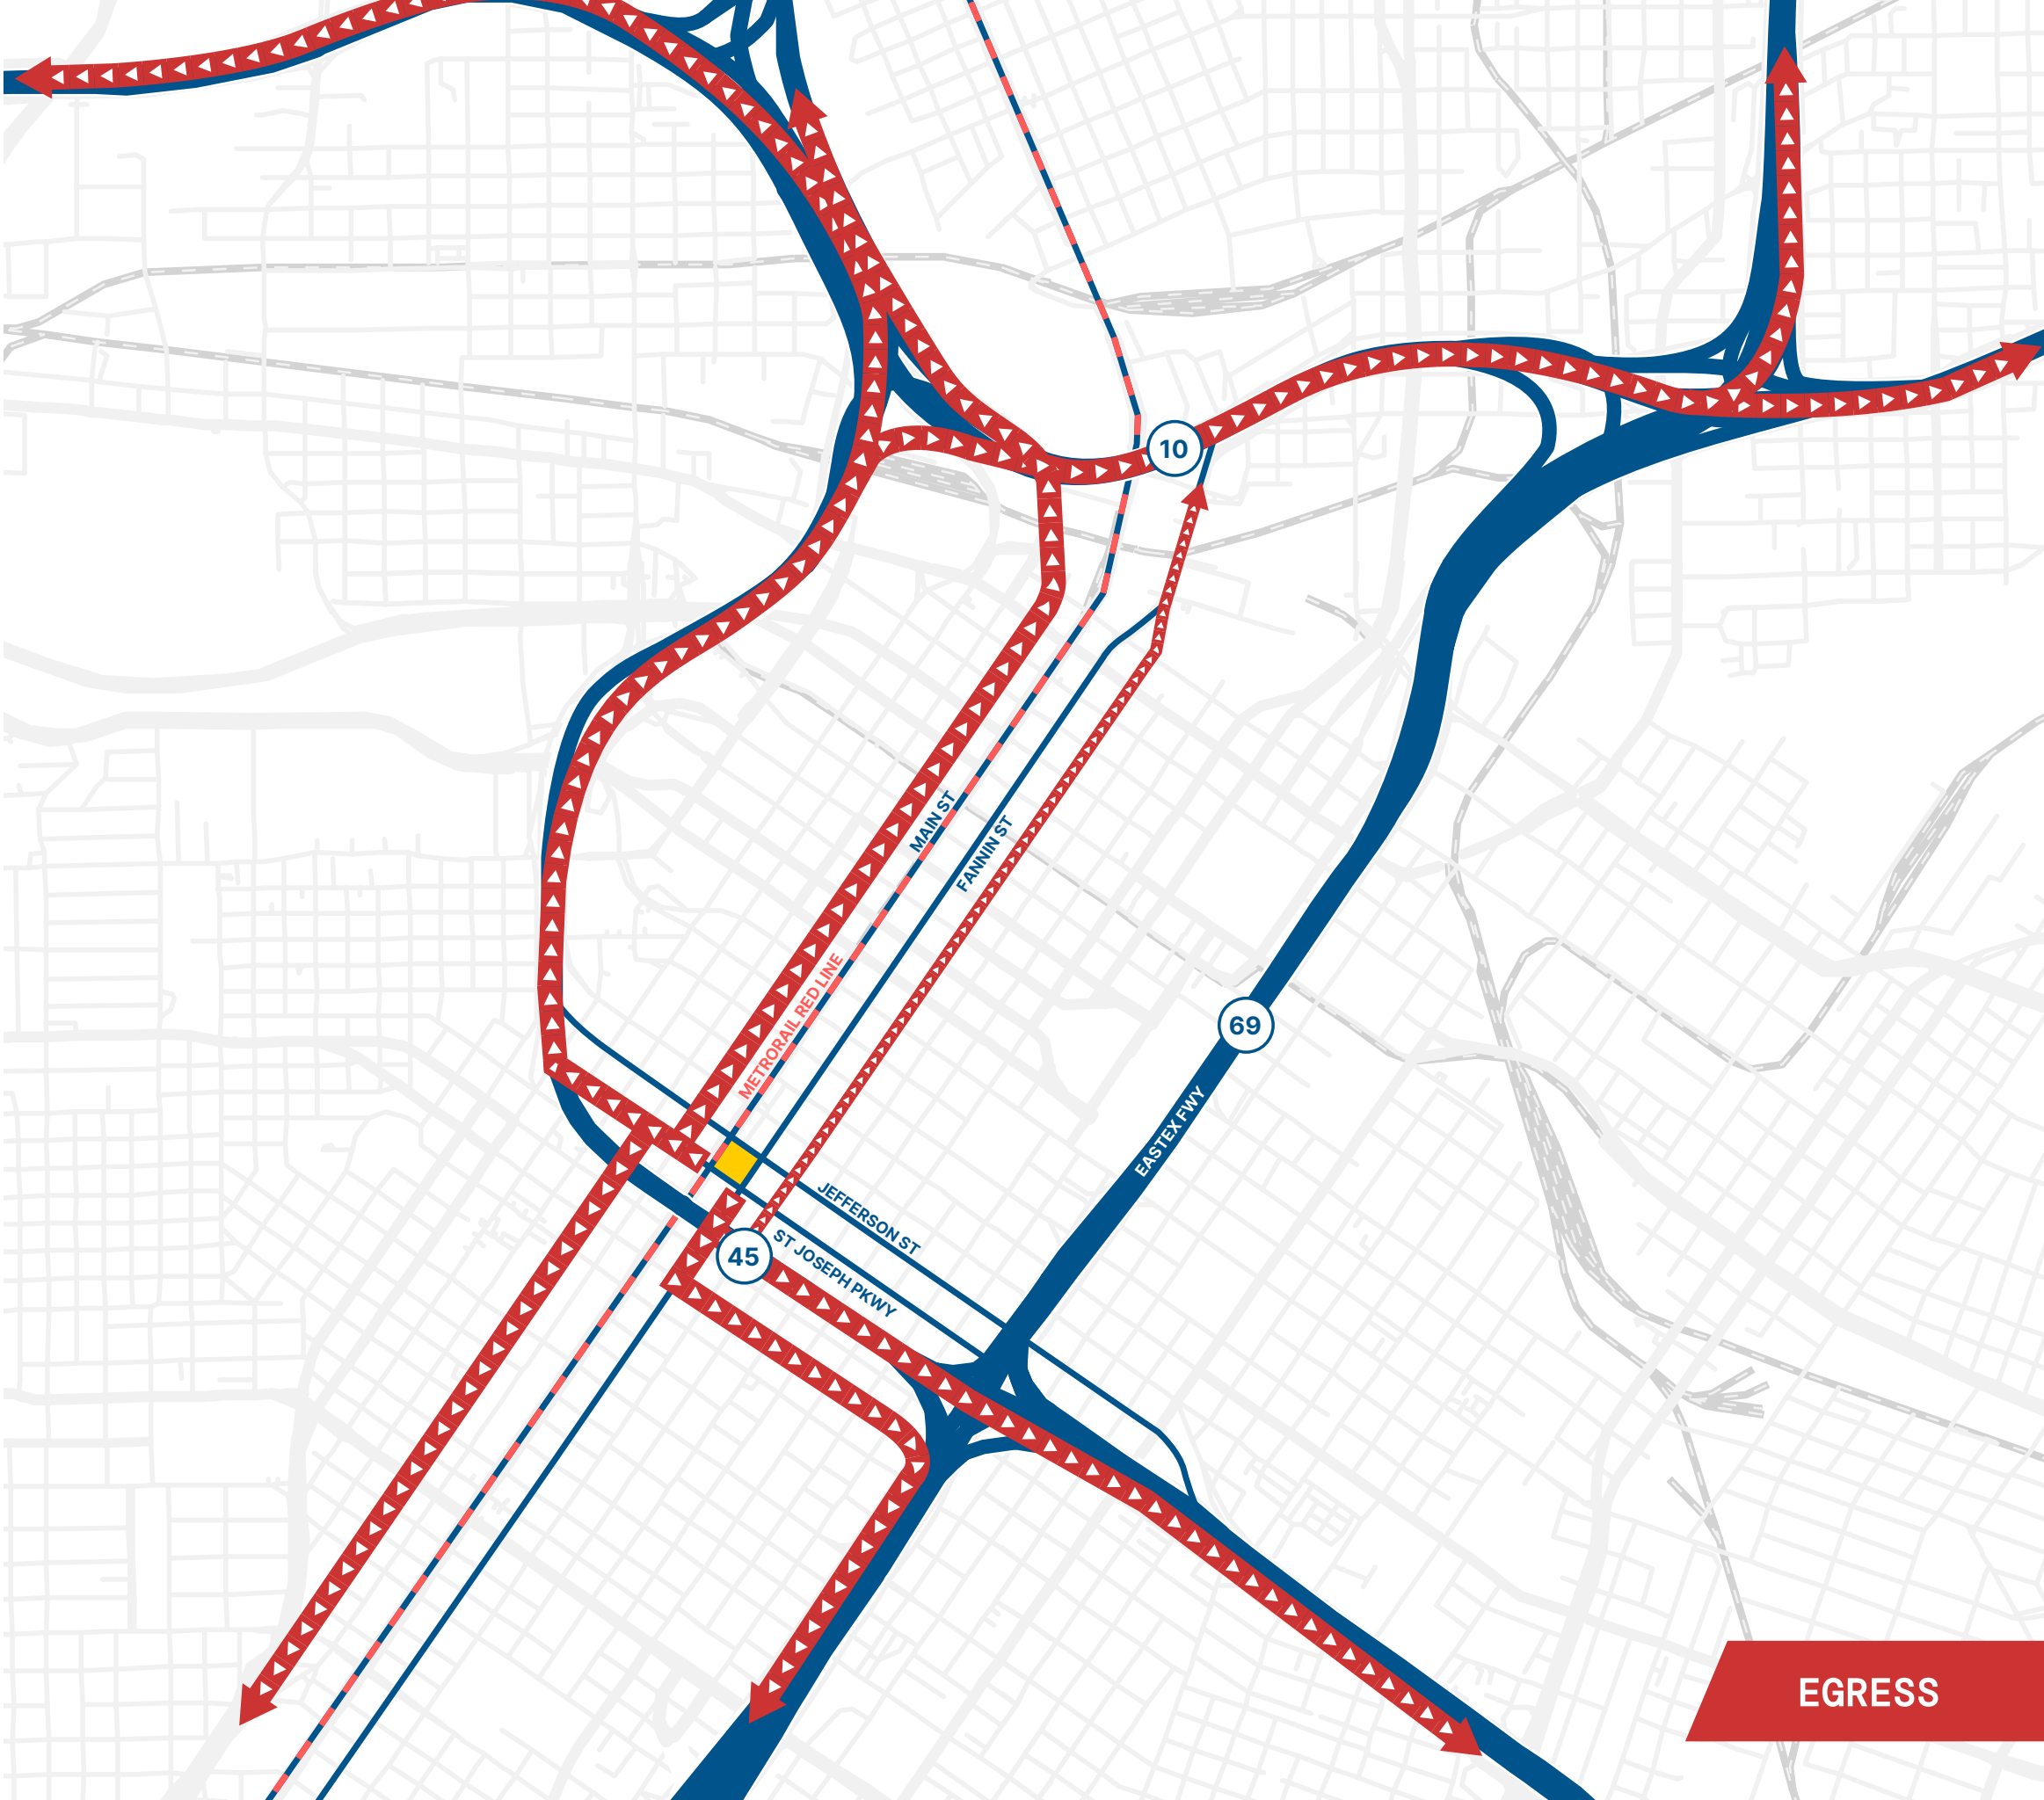 10
MAIN ST
FANNIN ST
METRORAIL RED LINE
69
EASTEX FWY
JEFFERSON ST
ST JOSEPH PKWY
45
EGRESS